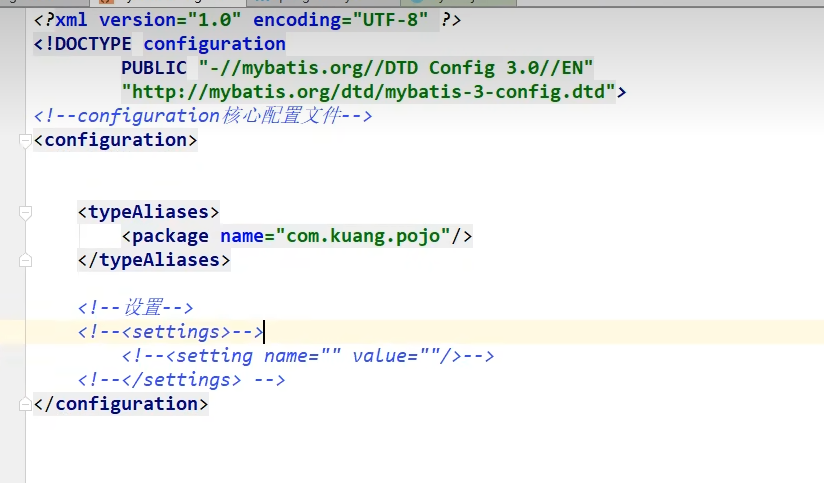 <?xml version="1.0" encoding="UTF-8" ?>
<!DOCTYPE configuration
PUBLIC "-//mybatis.org//DTD Config 3.0//EN"
"http://mybatis.org/dtd/mybatis-3-config.dtd">
<!--configuration核心配置文件-->
<configuration>
<typeAliases>
<package name="com.kuang.pojo"/>
</typeAliases>
<!--设置-->
<!--<settings>-->
<!--<setting name="" value=""/>-->
<!--</settings> -->
</configuration>